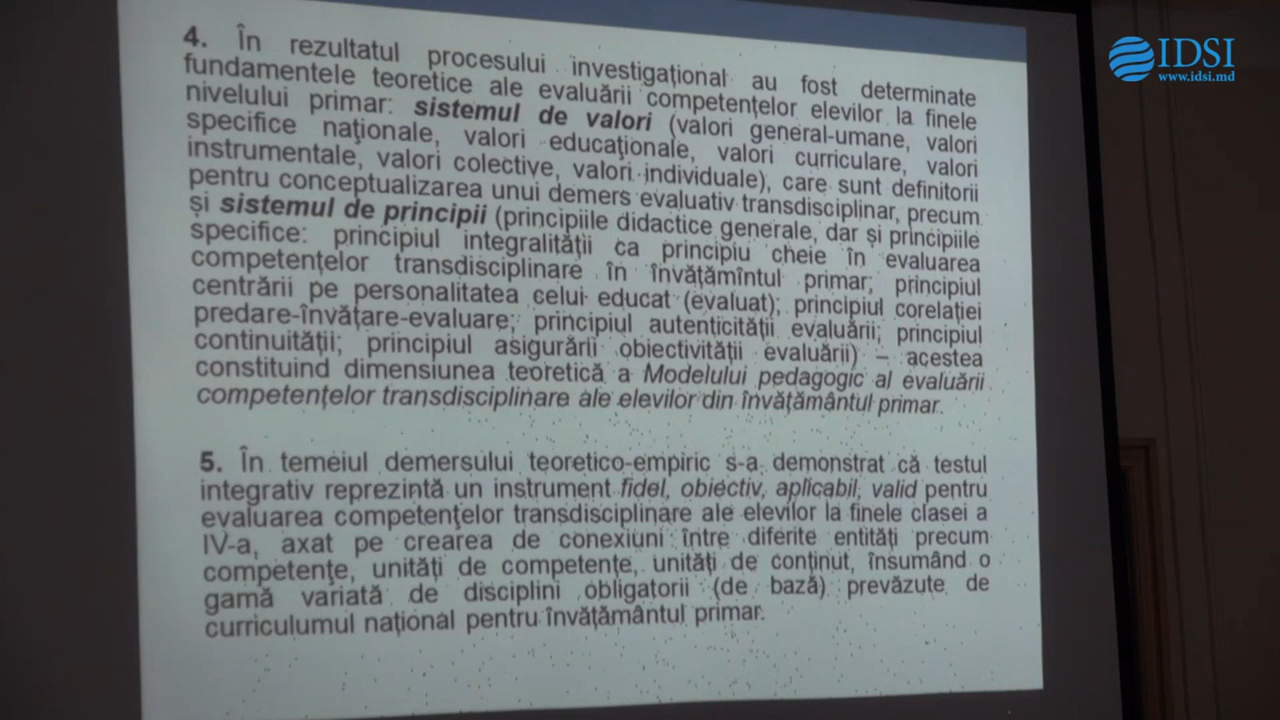 4. În rezultatul procesului investigațional au fost determinate
fundamentele teoretice ale evaluării competențelor elevilor la finele
nivelului primar: sistemul de valori (valori general-umane, valori
specifice naţionale, valori educaţionale, valori curriculare, valori
instrumentale, valori colective, valori individuale), care sunt definitorii
pentru conceptualizarea unui demers evaluativ transdisciplinar, precum
și sistemul de principii (principiile didactice generale, dar și principiile
specifice: principiul integralității ca principiu cheie în evaluarea
competențelor transdisciplinare în învățămîntul primar; principiul
centrării pe personalitatea celui educat (evaluat); principiul corelației
predare-învățare-evaluare; principiul autenticității evaluării; principiul
continuității; principiul asigurării obiectivității evaluării) – acestea
constituind dimensiunea teoretică a Modelului pedagogic al evaluării
competențelor transdisciplinare ale elevilor din învățământul primar.
5. În temeiul demersului teoretico-empiric s-a demonstrat că testul
integrativ reprezintă un instrument fidel, obiectiv, aplicabil, valid pentru
evaluarea competenţelor transdisciplinare ale elevilor la finele clasei a
IV-a, axat pe crearea de conexiuni între diferite entități precum
competenţe, unități de competențe, unități de conținut, însumând o
gamă variată de discipline obligatorii (de bază) prevăzute de
curriculumul național pentru învățământul primar.
IDSI
www.idsi.md